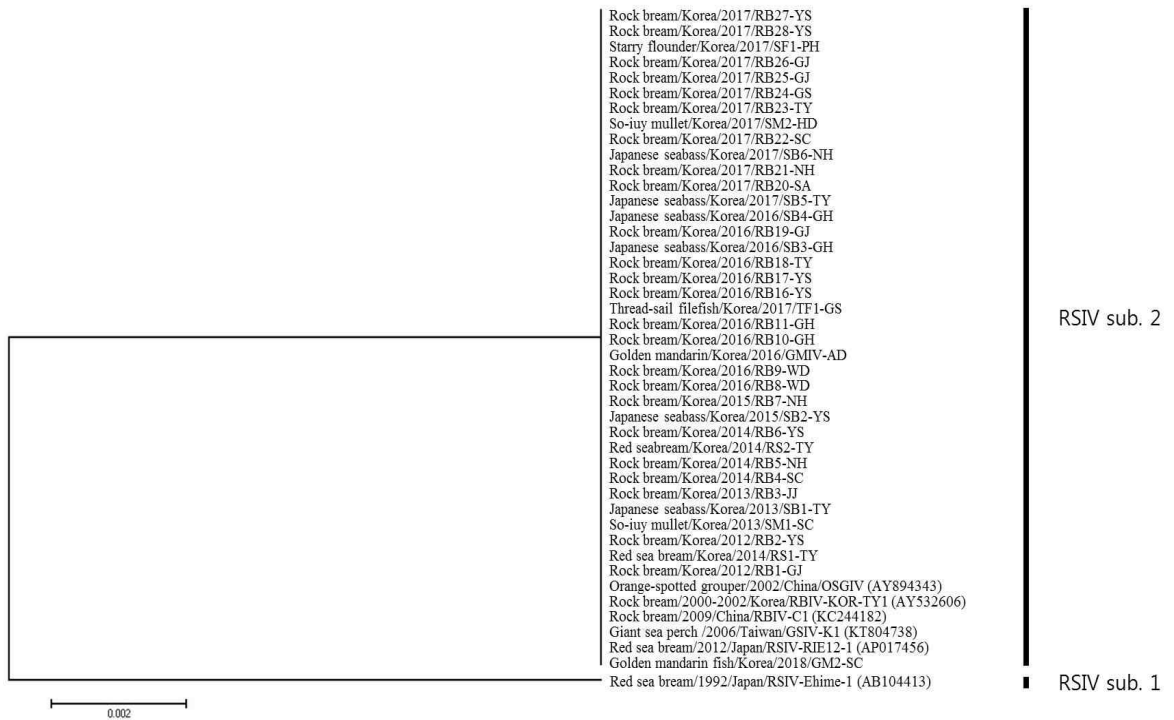 Rock bream/Korea/2017/RB27-YS
Rock bream/Korea/2017/RB28-YS
Starry flounder/Korea/2017/SF1-PH
Rock bream/Korea/2017/RB26-GJ
Rock bream/Korea/2017/RB25-GJ
Rock bream/Korea/2017/RB24-GS
Rock bream/Korea/2017/RB23-TY
So-iuy mullet/Korea/2017/SM2-HD
Rock bream/Korea/2017/RB22-SC
Japanese seabass/Korea/2017/SB6-NH
Rock bream/Korea/2017/RB21-NH
Rock bream/Korea/2017/RB20-SA
Japanese seabass/Korea/2017/SB5-TY
Japanese seabass/Korea/2016/SB4-GH
Rock bream/Korea/2016/RB19-GJ
Japanese seabass/Korea/2016/SB3-GH
Rock bream/Korea/2016/RB18-TY
Rock bream/Korea/2016/RB17-YS
Rock bream/Korea/2016/RB16-YS
Thread-sail filefish/Korea/2017/TF1-GS
Rock bream/Korea/2016/RB11-GH
Rock bream/Korea/2016/RB10-GH
Golden mandarin/Korea/2016/GMIV-AD
Rock bream/Korea/2016/RB9-WD
Rock bream/Korea/2016/RB8-WD
Rock bream/Korea/2015/RB7-NH
Japanese seabass/Korea/2015/SB2-YS
Rock bream/Korea/2014/RB6-YS
Red seabream/Korea/2014/RS2-TY
Rock bream/Korea/2014/RB5-NH
Rock bream/Korea/2014/RB4-SC
Rock bream/Korea/2013/RB3-JJ
Japanese seabass/Korea/2013/SB1-TY
So-iuy mullet/Korea/2013/SM1-SC
Rock bream/Korea/2012/RB2-YS
Red sea bream/Korea/2014/RS1-TY
Rock bream/Korea/2012/RB1-GJ
Orange-spotted grouper/2002/China/OSGIV (AY894343)
Rock bream/2000-2002/Korea/RBIV-KOR-TY1 (AY532606)
Rock bream/2009/China/RBIV-C1 (KC244182)
Giant sea perch /2006/Taiwan/GSIV-K1 (KT804738)
Red sea bream/2012/Japan/RSIV-RIE12-1 (AP017456)
Golden mandarin fish/Korea/2018/GM2-SC
Red sea bream/1992/Japan/RSIV-Ehime-1 (AB104413)
RSIV sub. 2
RSIV sub. 1
0.002